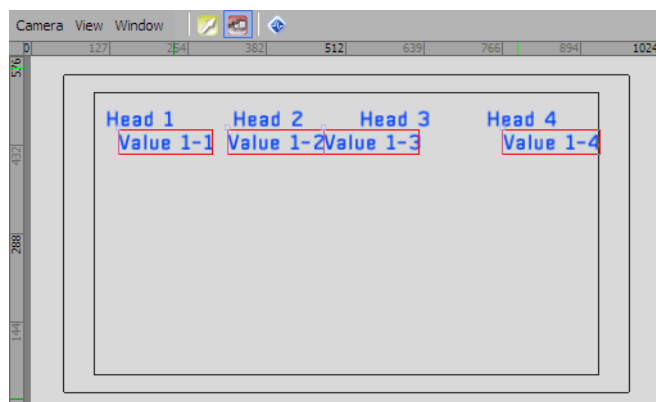 Camera View Window
0 127 254 382 512 639 766 894 1024
576
432
288
144
Head 1 Head 2 Head 3 Head 4
Value 1-1 Value 1-2 Value 1-3 Value 1-4